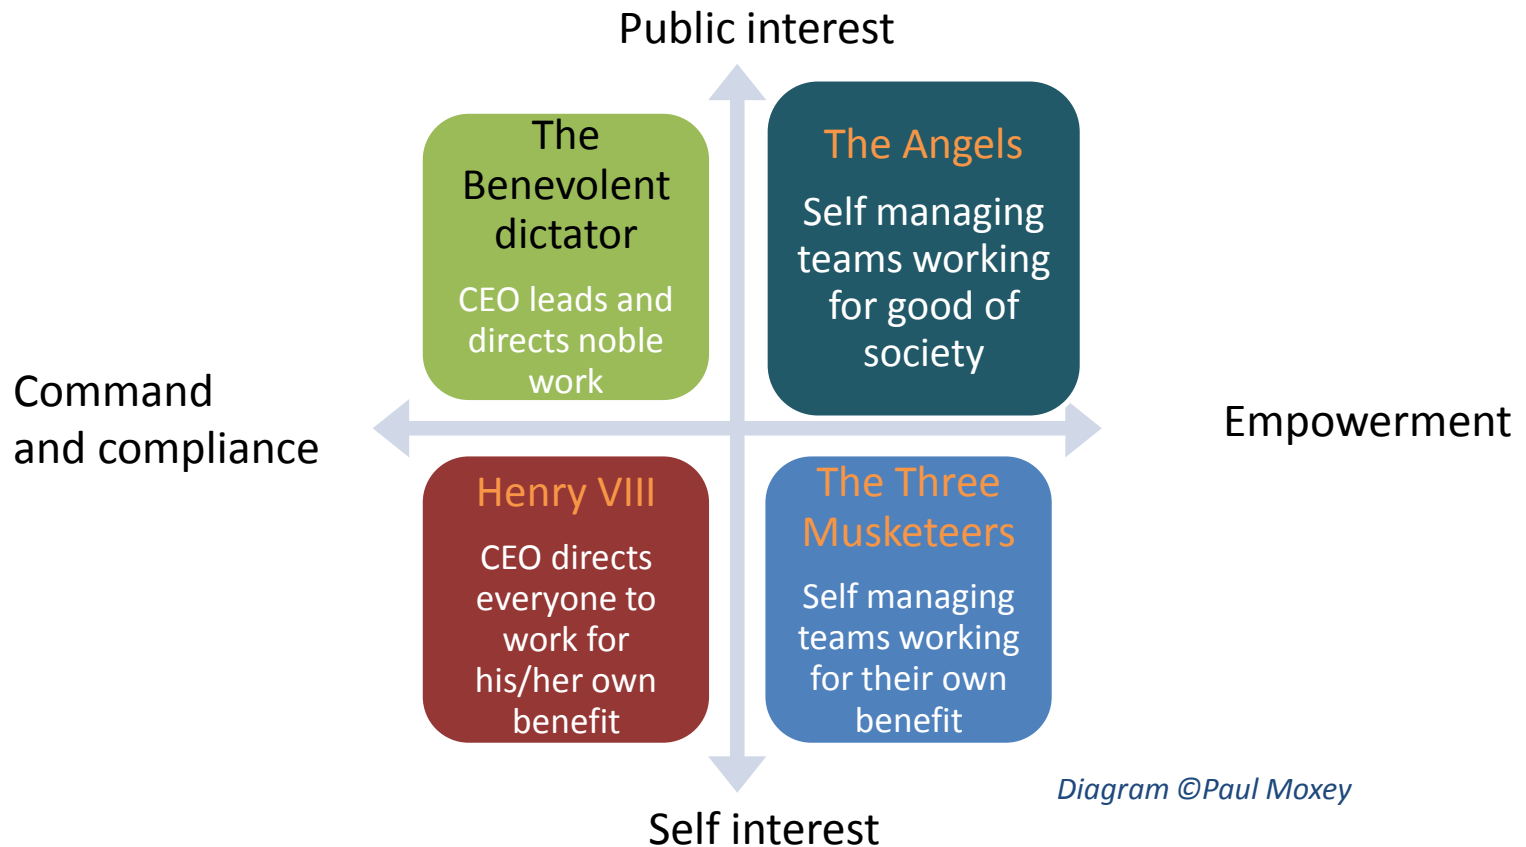 Public interest
The
Benevolent
dictator
CEO leads and
directs noble
work
The Angels
Self managing
teams working
for good of
society
Command
and compliance
Empowerment
Henry VIII
CEO directs
everyone to
work for
his/her own
benefit
The Three
Musketeers
Self managing
teams working
for their own
benefit
Diagram ©Paul Moxey
Self interest